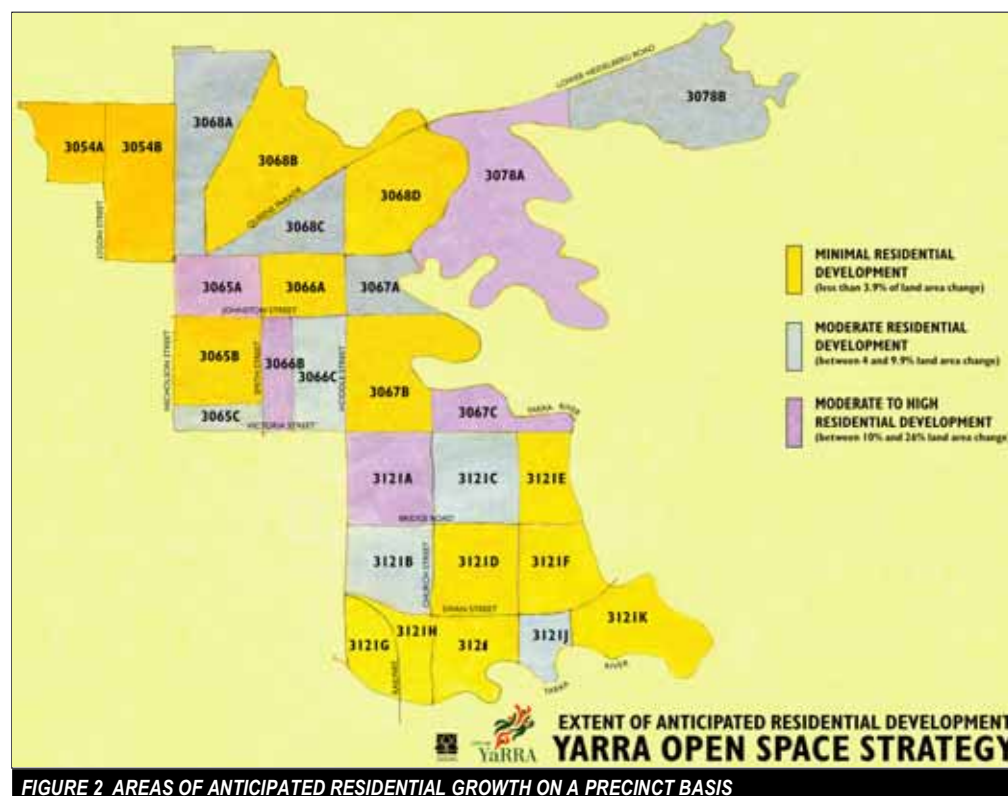 LOWER HEIDELBERG ROAD
3078B
3068A
3054A
3054B
3068B
3078A
3068D
QUEENS PARADE
3068C
3065A
3066A
3067A
JOHNSTON STREET
NICHOLSON STREET
3065B
SMITH STREET
3066B
3066C
HODDLE STREET
3067B
3065C
VICTORIA STREET
3067C
YARRA RIVER
3121A
3121C
3121E
BRIDGE ROAD
3121B
CHURCH STREET
3121D
3121F
SWAN STREET
3121G
3121H
3121J
3121K
YARRA RIVER
MINIMAL RESIDENTIAL
DEVELOPMENT
(less than 3.9% of land area change)
MODERATE RESIDENTIAL
DEVELOPMENT
(between 4 and 9.9% land area change)
MODERATE TO HIGH
RESIDENTIAL DEVELOPMENT
(between 10% and 26% land area change
EXTENT OF ANTICIPATED RESIDENTIAL DEVELOPMENT
YaRRA
YARRA OPEN SPACE STRATEGY
FIGURE 2 AREAS OF ANTICIPATED RESIDENTIAL GROWTH ON A PRECINCT BASIS